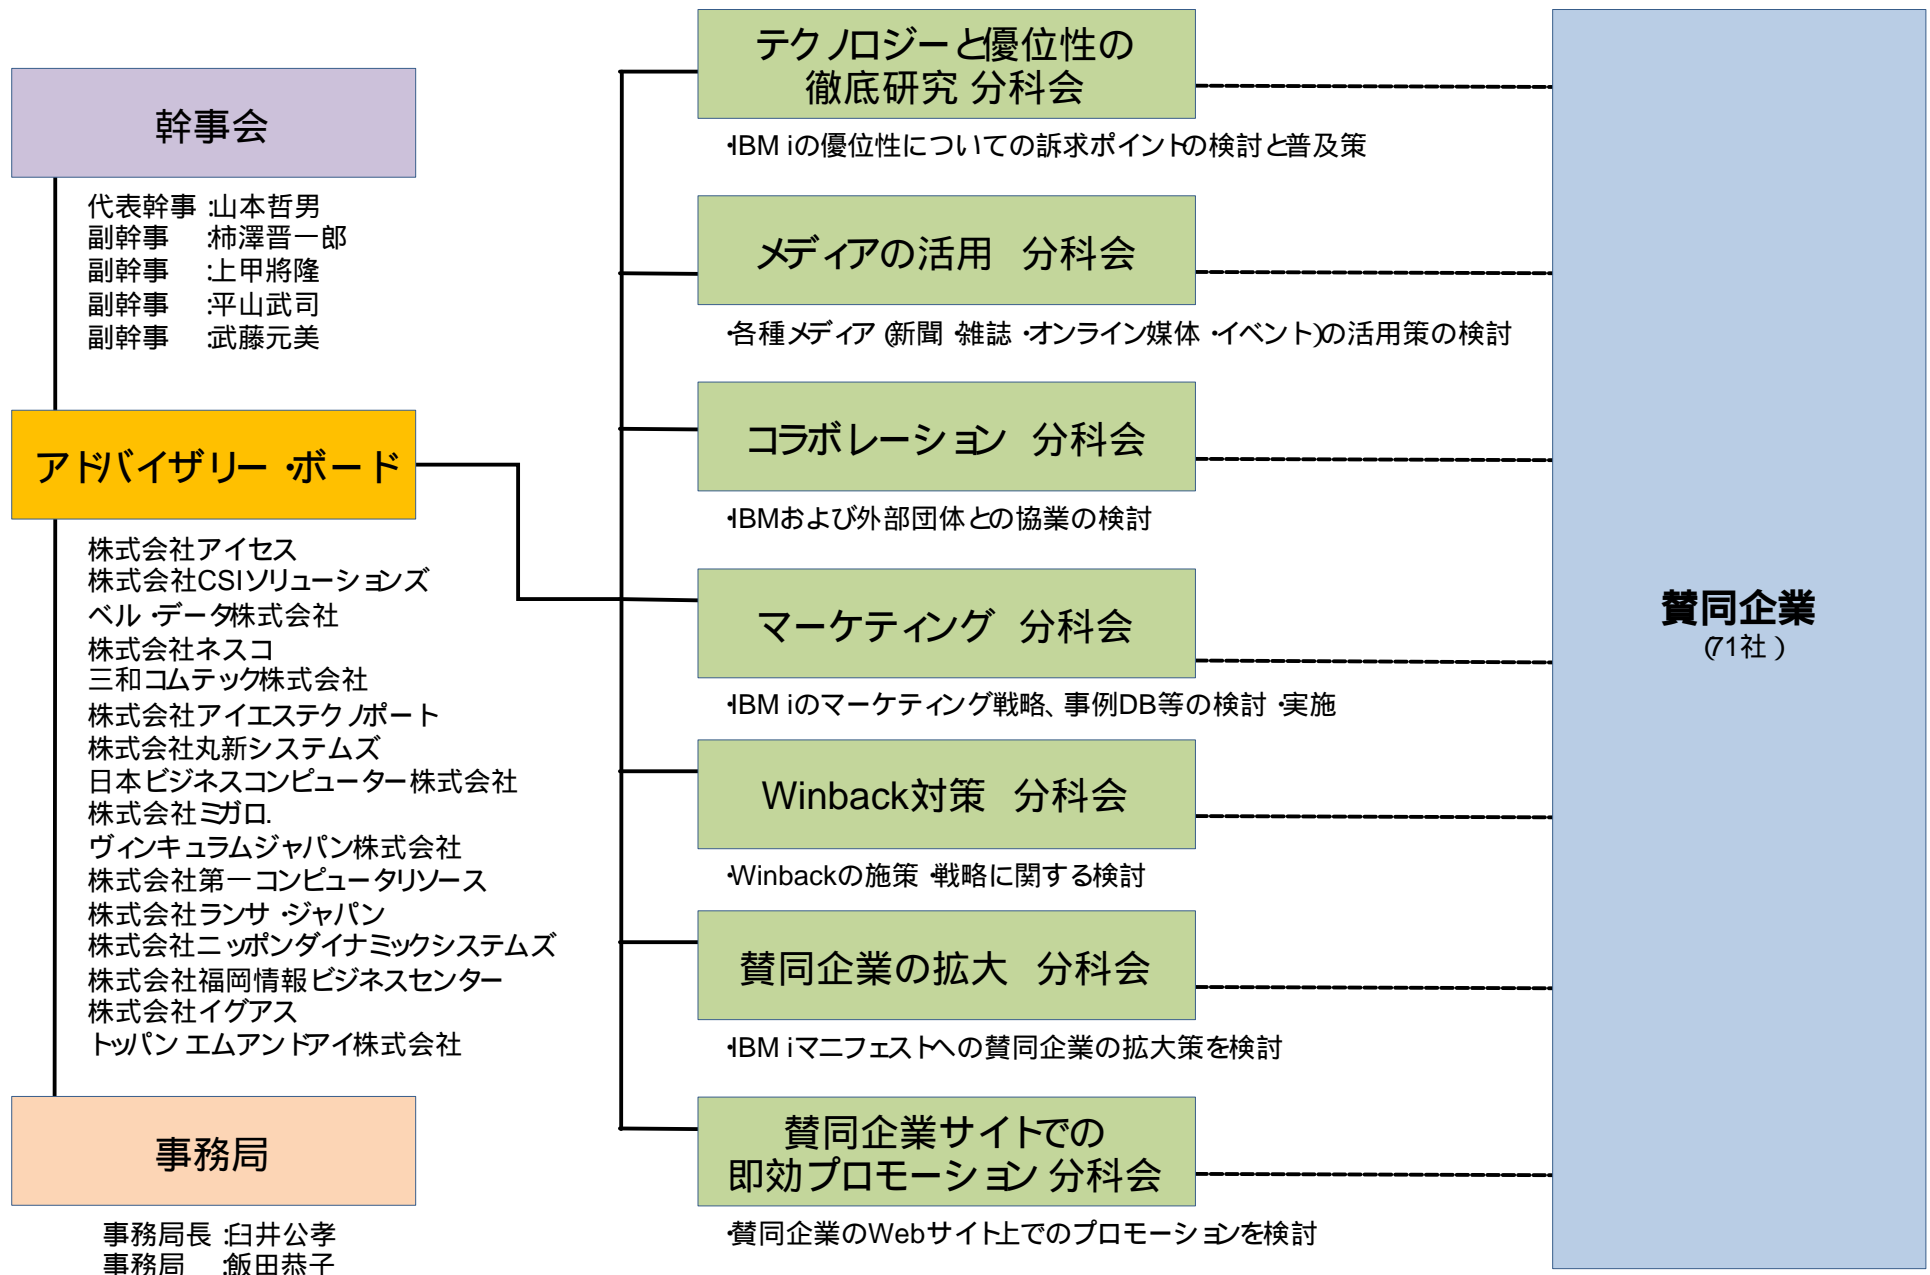 幹事会
代表幹事：山本哲男
副幹事　：柿澤晋一郎
副幹事　：上甲將隆
副幹事　：平山武司
副幹事　：武藤元美
アドバイザリー・ボード
株式会社アイセス
株式会社CSIソリューションズ
ベル・データ株式会社
株式会社ネスコ
三和コムテック株式会社
株式会社アイエステクノポート
株式会社丸新システムズ
日本ビジネスコンピューター株式会社
株式会社ミガロ.
ヴィンキュラムジャパン株式会社
株式会社第一コンピュータリソース
株式会社ランサ・ジャパン
株式会社ニッポンダイナミックシステムズ
株式会社福岡情報ビジネスセンター
株式会社イグアス
トッパン エムアンドアイ株式会社
事務局
事務局長：臼井公孝
事務局　：飯田恭子
テクノロジーと優位性の
徹底研究 分科会
・IBM iの優位性についての訴求ポイントの検討と普及策
メディアの活用　分科会
・各種メディア（新聞・雑誌・オンライン媒体・イベント）の活用策の検討
コラボレーション　分科会
・IBMおよび外部団体との協業の検討
マーケティング　分科会
・IBM iのマーケティング戦略、事例DB等の検討・実施
Winback対策　分科会
・Winbackの施策・戦略に関する検討
賛同企業の拡大　分科会
・IBM iマニフェストへの賛同企業の拡大策を検討
賛同企業サイトでの
即効プロモーション 分科会
・賛同企業のWebサイト上でのプロモーションを検討
賛同企業
（71社）